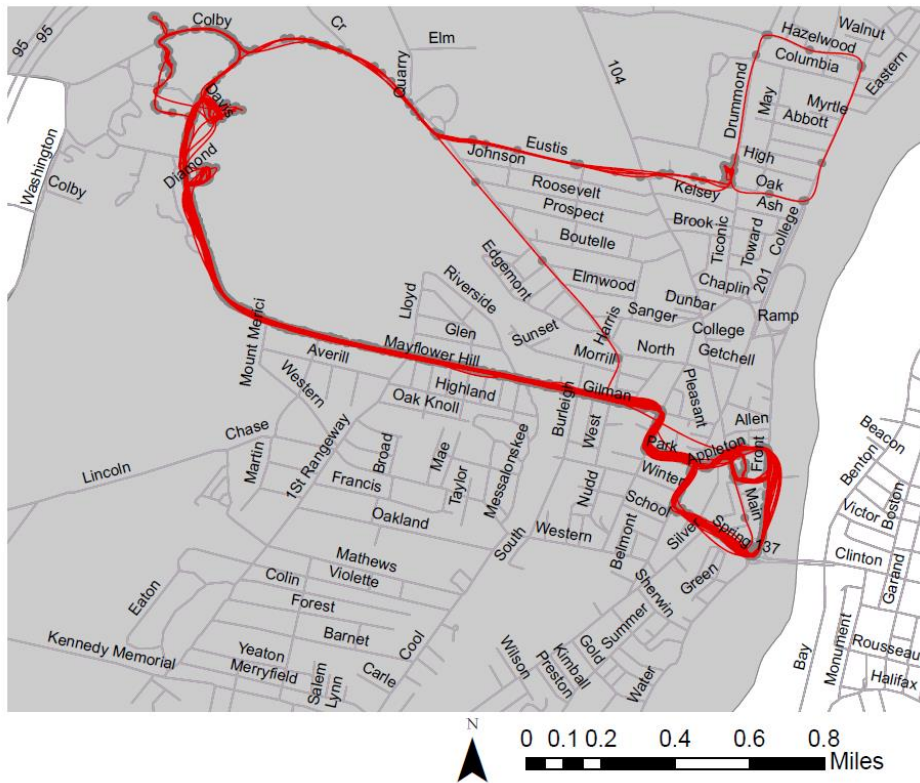 Colby
Cr
Elm
Walnut
Hazelwood
Columbia
Eastern
95
95
Quarry
104
Drummond
May
Myrtle
Abbott
Davis
Eustis
Johnson
High
Washington
Colby
Diamond
Roosevelt
Kelsey
Oak
Ash
Prospect
Brook
Ticonic
Toward
College
Boutelle
Edgemont
Elmwood
Chaplin
201
Riverside
Dunbar
Ramp
Lloyd
Sanger
Harris
College
Glen
Sunset
Mount Merici
Averill
Mayflower Hill
Morrill
North
Getchell
Western
Highland
Gilman
Oak Knoll
Burleigh
West
Pleasant
Allen
Chase
Lincoln
Martin
1St Rangeway
Broad
Mae
Messalonskee
Park
Appleton
Front
Beacon
Benton
Taylor
Nudd
Winter
Main
Boston
Francis
School
Victor
Oakland
South
Western
Belmont
Silver
Spring 137
Clinton
Garand
Mathews
Violette
Colin
Green
Eaton
Forest
Sherwin
Summer
Monument
Barnet
Cool
Gold
Bay
Rousseau
Kennedy Memorial
Yeaton
Merryfield
Salem
Lynn
Carle
Wilson
Preston
Kimball
Water
Halifax
N
0 0.1 0.2 0.4 0.6 0.8
Miles